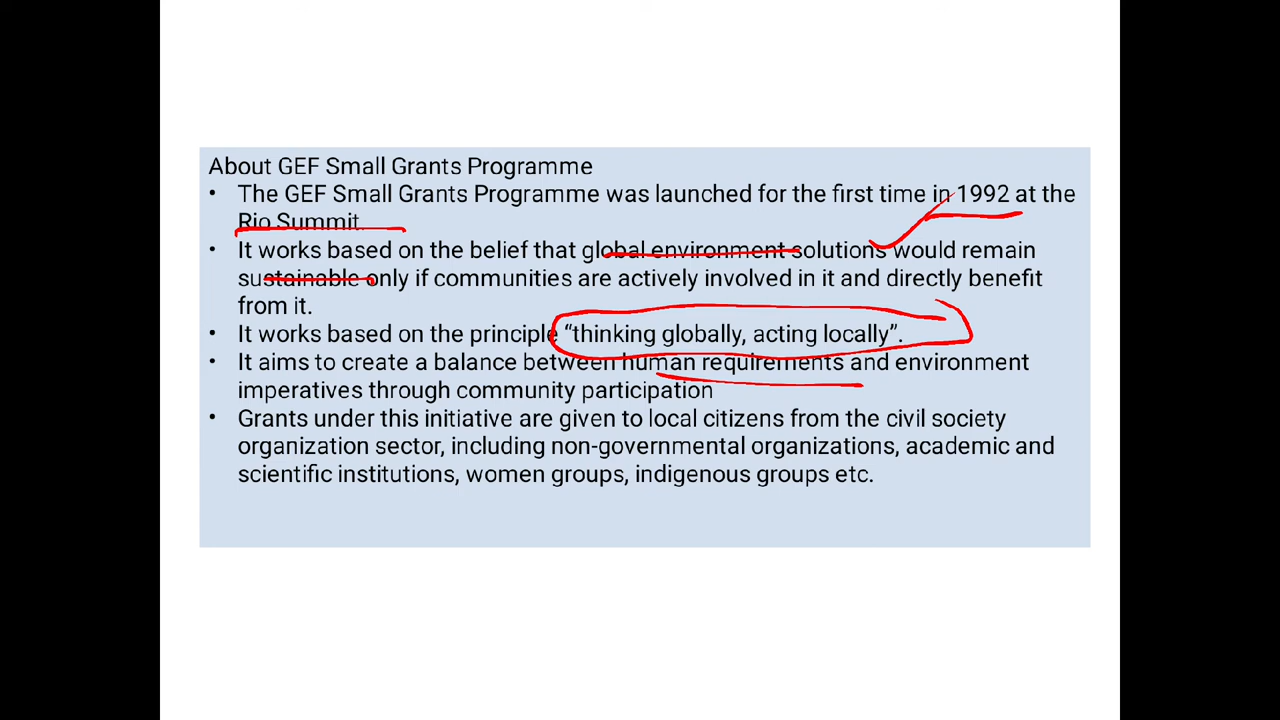 About GEF Small Grants Programme
• The GEF Small Grants Programme was launched for the first time in 1992 at the
Rio Summit.
• It works based on the belief that global environment solutions would remain
sustainable only if communities are actively involved in it and directly benefit
from it.
• It works based on the principle “thinking globally, acting locally”.
• It aims to create a balance between human requirements and environment
imperatives through community participation
• Grants under this initiative are given to local citizens from the civil society
organization sector, including non-governmental organizations, academic and
scientific institutions, women groups, indigenous groups etc.